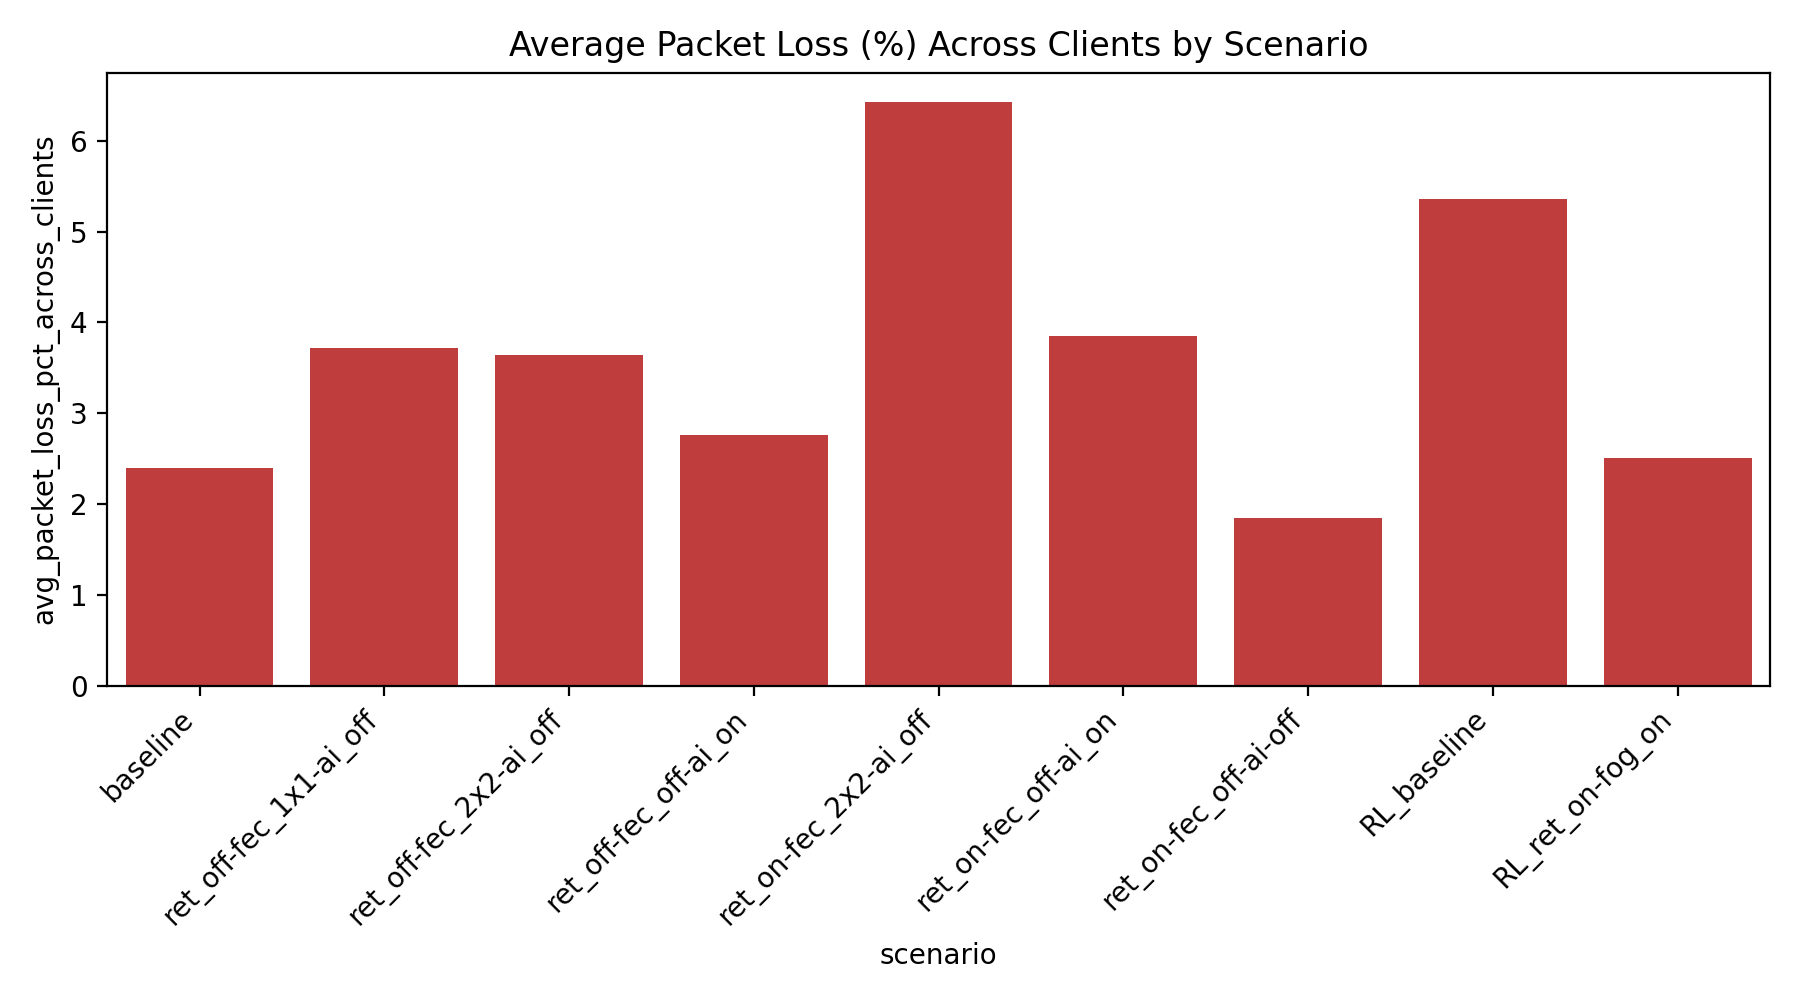 Average Packet Loss (%) Across Clients by Scenario
avg_packet_loss_pct_across_clients
6
5
4
3
2
1
0
baseline
ret_off-fec_1x1-ai_off
ret_off-fec_2x2-ai_off
ret_off-fec_off-ai_on
ret_on-fec_2x2-ai_off
ret_on-fec_off-ai_on
ret_on-fec_off-ai-off
RL_baseline
RL_ret_on-fog_on
scenario